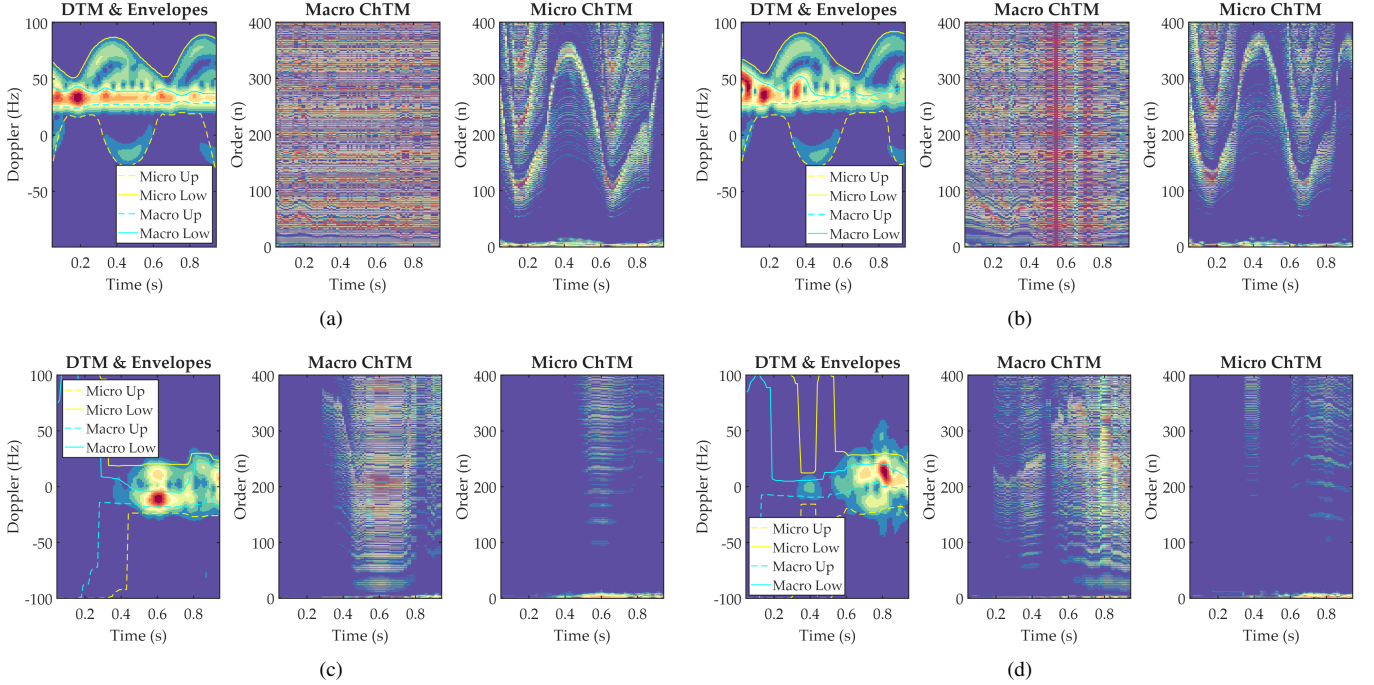 DTM & Envelopes
Macro ChTM
Micro ChTM
100
50
0
-50
Doppler (Hz)
Micro Up
Micro Low
Macro Up
Macro Low
0.2 0.4 0.6 0.8
Time (s)
400
300
200
100
0
Order (n)
0.2 0.4 0.6 0.8
Time (s)
400
300
200
100
0
Order (n)
0.2 0.4 0.6 0.8
Time (s)
(a)
DTM & Envelopes
Macro ChTM
Micro ChTM
100
50
0
-50
Doppler (Hz)
Micro Up
Micro Low
Macro Up
Macro Low
0.2 0.4 0.6 0.8
Time (s)
400
300
200
100
0
Order (n)
0.2 0.4 0.6 0.8
Time (s)
400
300
200
100
0
Order (n)
0.2 0.4 0.6 0.8
Time (s)
(b)
DTM & Envelopes
Macro ChTM
Micro ChTM
100
50
0
-50
-100
Doppler (Hz)
Micro Up
Micro Low
Macro Up
Macro Low
0.2 0.4 0.6 0.8
Time (s)
400
300
200
100
0
Order (n)
0.2 0.4 0.6 0.8
Time (s)
400
300
200
100
0
Order (n)
0.2 0.4 0.6 0.8
Time (s)
(c)
DTM & Envelopes
Macro ChTM
Micro ChTM
100
50
0
-50
-100
Doppler (Hz)
Micro Up
Micro Low
Macro Up
Macro Low
0.2 0.4 0.6 0.8
Time (s)
400
300
200
100
0
Order (n)
0.2 0.4 0.6 0.8
Time (s)
400
300
200
100
0
Order (n)
0.2 0.4 0.6 0.8
Time (s)
(d)